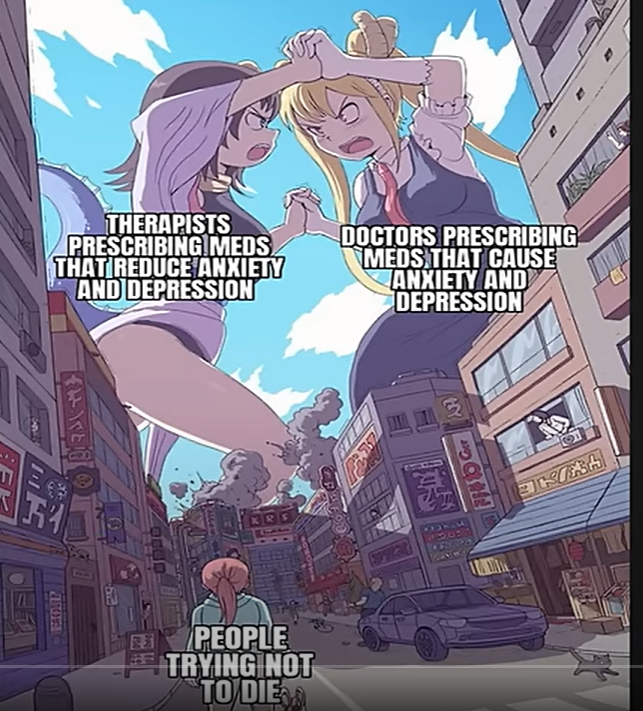 THERAPISTS
PRESCRIBING MEDS
THAT REDUCE ANXIETY
AND DEPRESSION
DOCTORS PRESCRIBING
MEDS THAT CAUSE
ANXIETY AND
DEPRESSION
PEOPLE
TRYING NOT
TO DIE